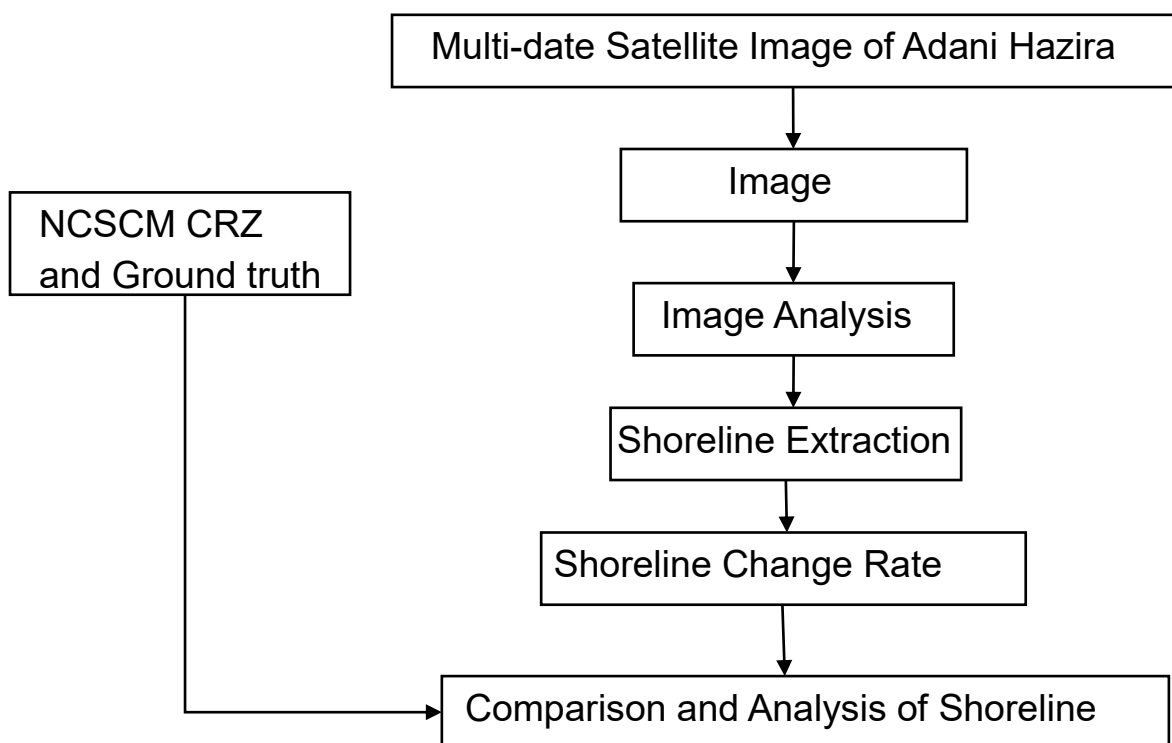 Multi-date Satellite Image of Adani Hazira
Image
NCSCM CRZ
and Ground truth
Image Analysis
Shoreline Extraction
Shoreline Change Rate
Comparison and Analysis of Shoreline